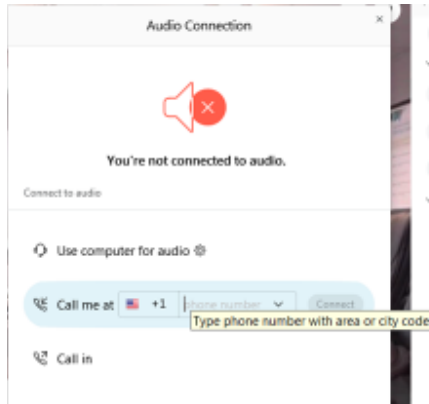 Audio Connection
You're not connected to audio.
Connect to audio
Use computer for audio
Call me at +1 phone number Connect
Type phone number with area or city code
Call in